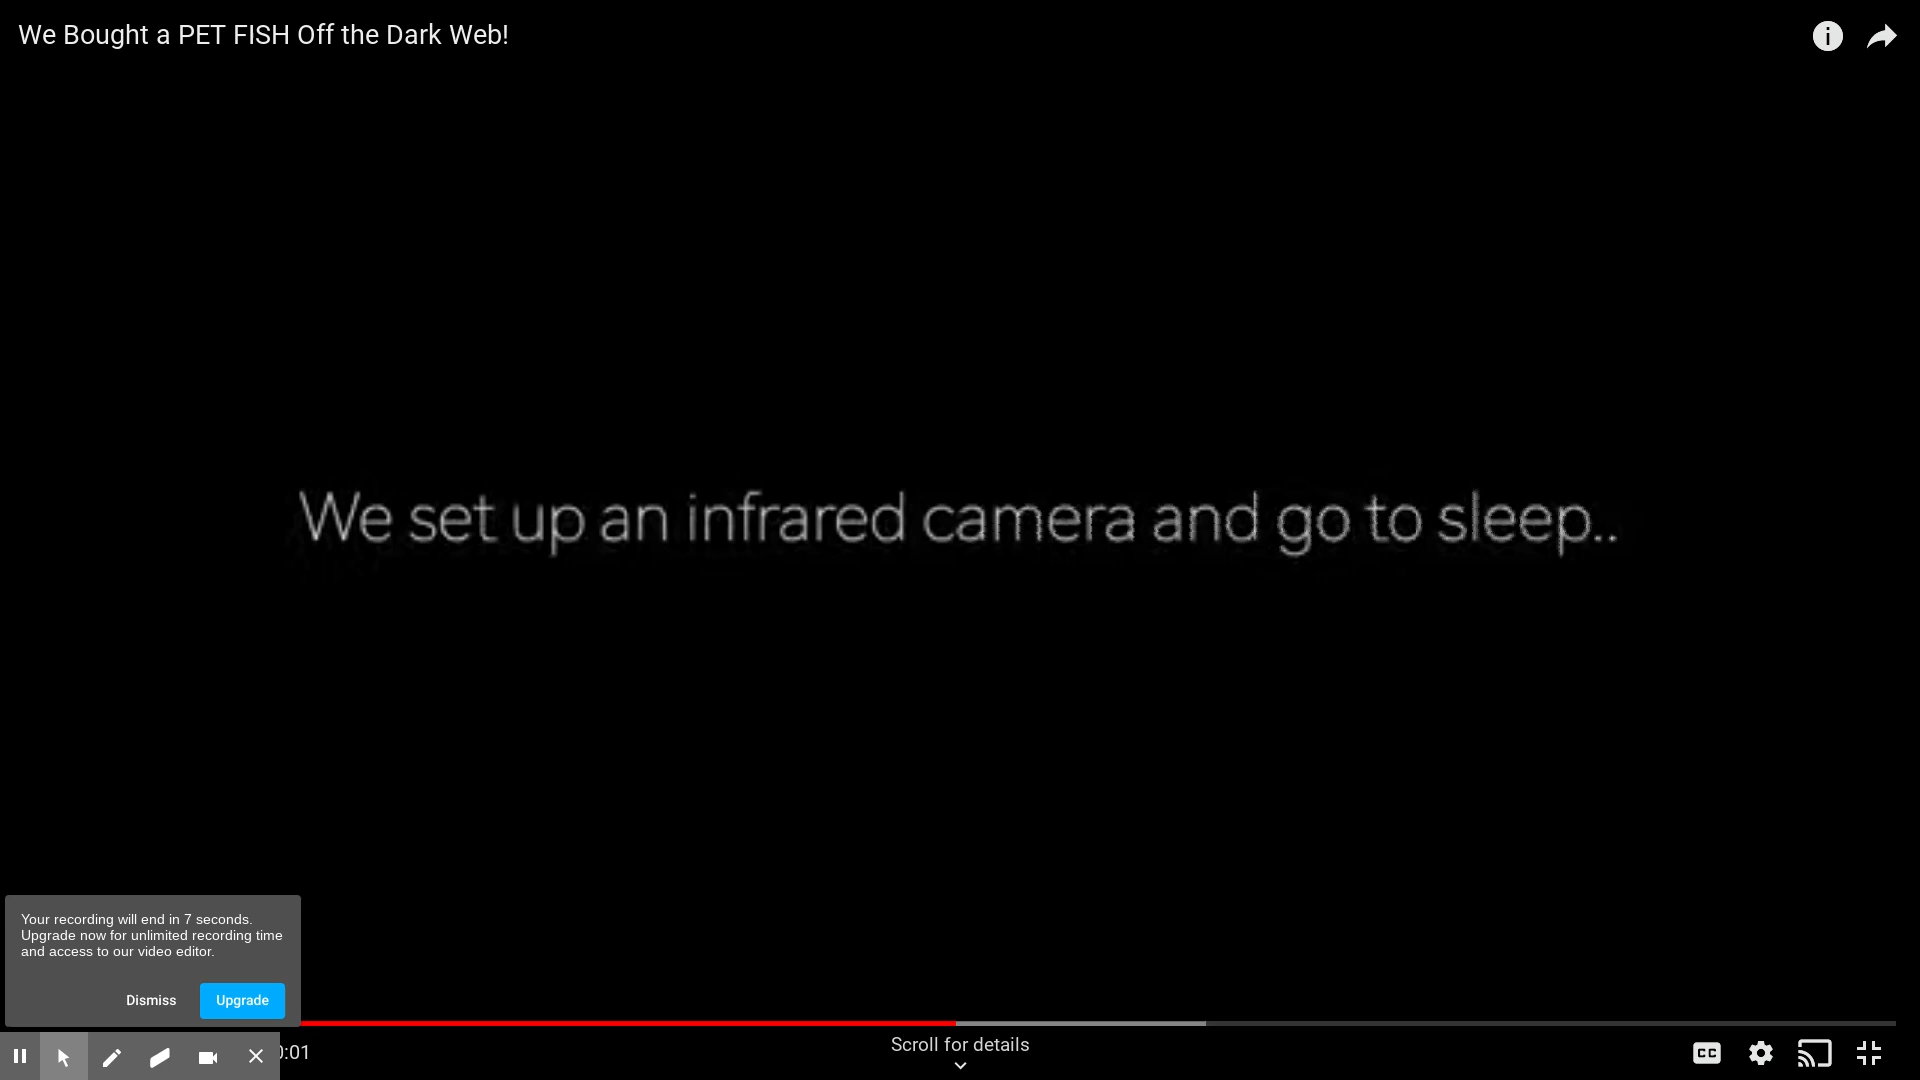 We Bought a PET FISH Off the Dark Web!
We set up an infrared camera and go to sleep..
Your recording will end in 7 seconds.
Upgrade now for unlimited recording time
and access to our video editor.
Dismiss
Upgrade
:01
Scroll for details
CC